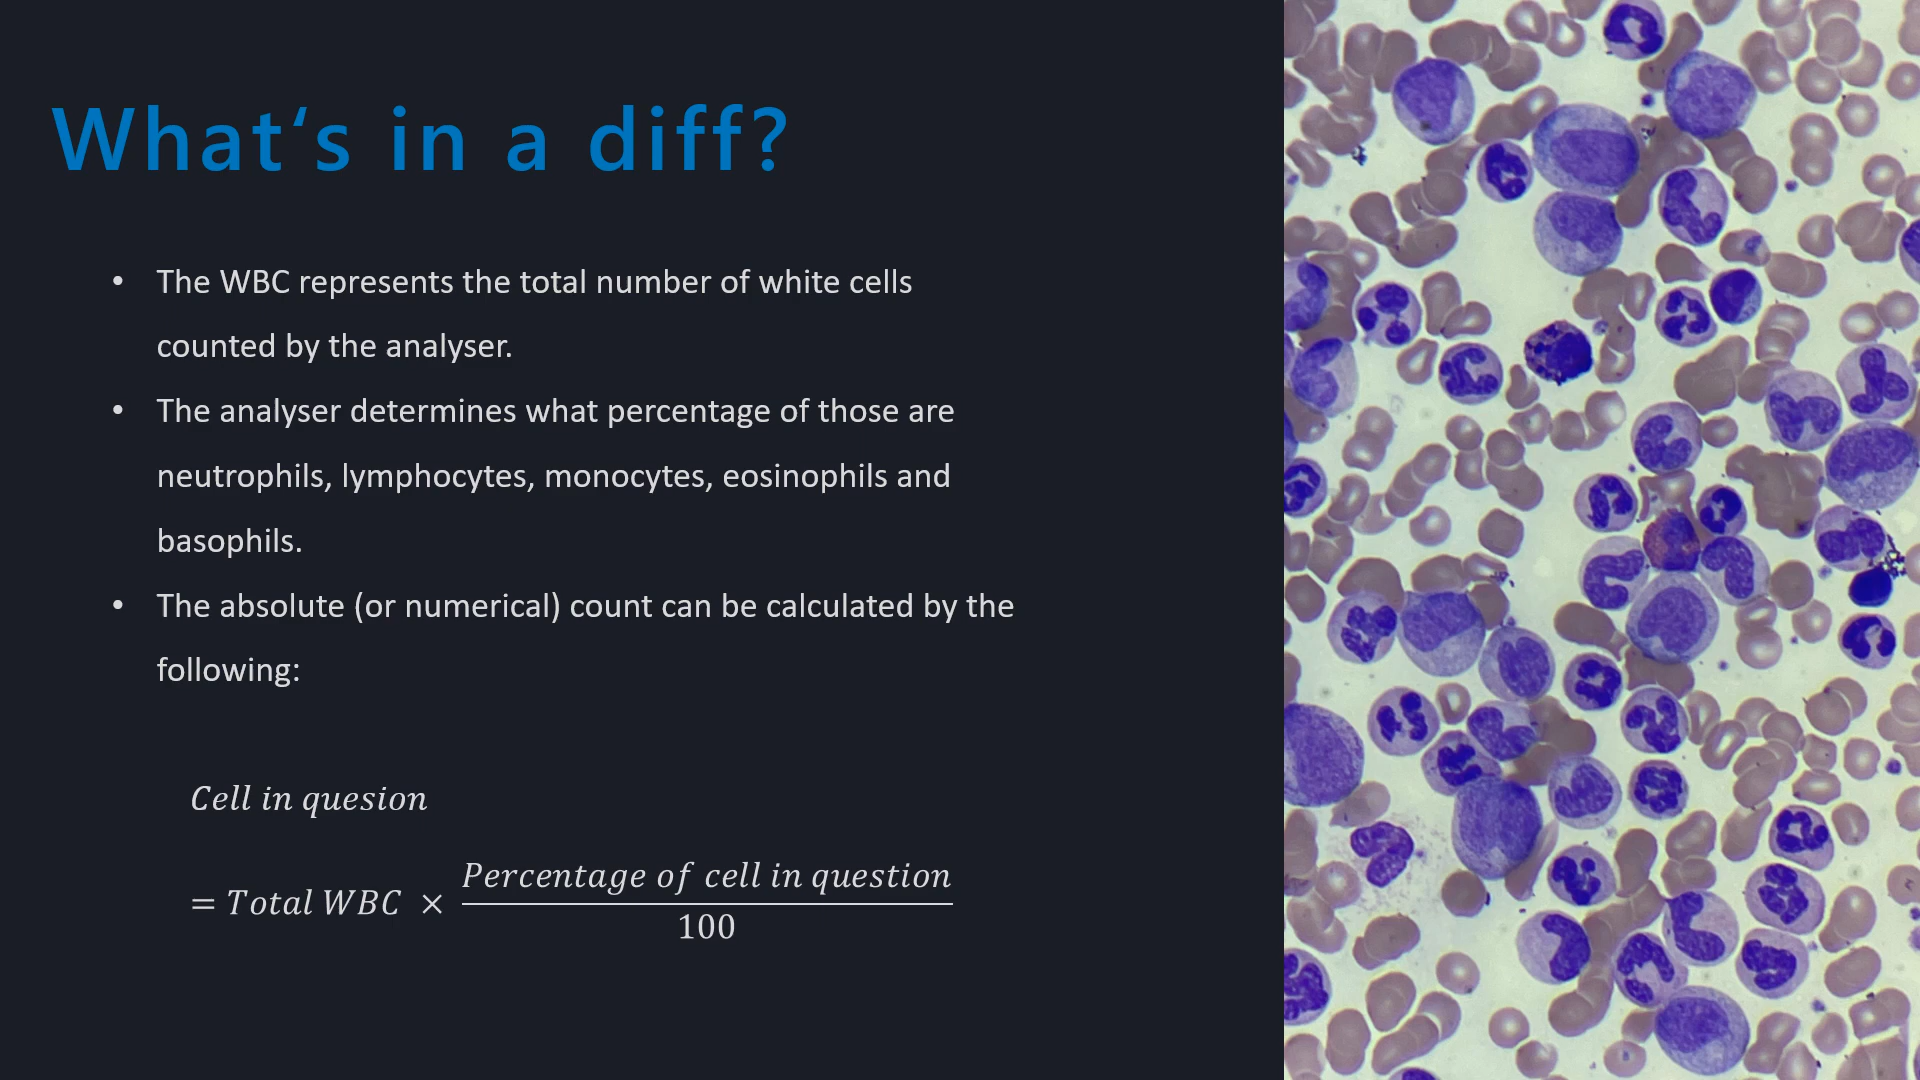 What‘s in a diff?
• The WBC represents the total number of white cells
counted by the analyser.
• The analyser determines what percentage of those are
neutrophils, lymphocytes, monocytes, eosinophils and
basophils.
• The absolute (or numerical) count can be calculated by the
following:
Cell in quesion
= Total WBC × Percentage of cell in question
100